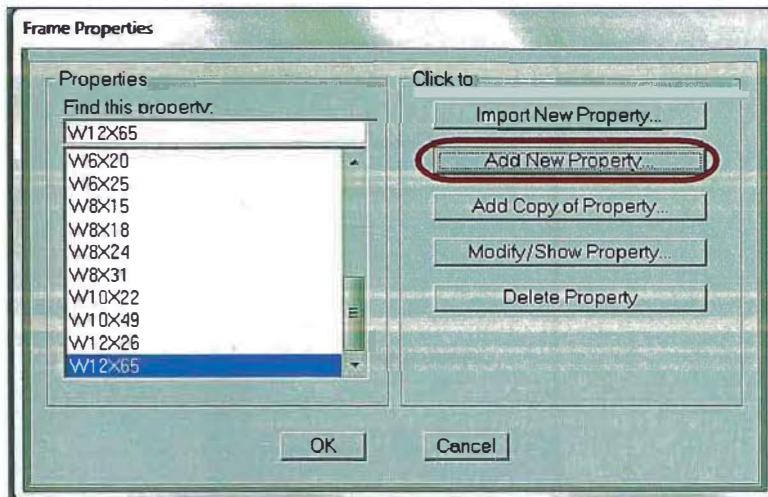 Frame Properties
Properties
Find this property:
W12X65
W6X20
W6X25
W8X15
W8X18
W8X24
W8X31
W10X22
W10X49
W12X26
W12X65
Click to:
Import New Property...
Add New Property...
Add Copy of Property...
Modify/Show Property...
Delete Property
OK
Cancel